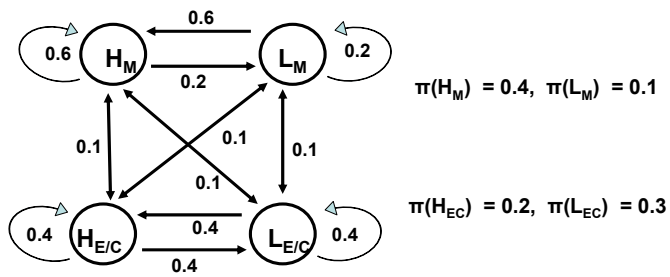 0.6
0.6 H_M L_M 0.2
0.2
π(H_M) = 0.4, π(L_M) = 0.1
0.1 0.1 0.1
0.1
π(H_EC) = 0.2, π(L_EC) = 0.3
0.4 H_E/C 0.4 L_E/C 0.4
0.4